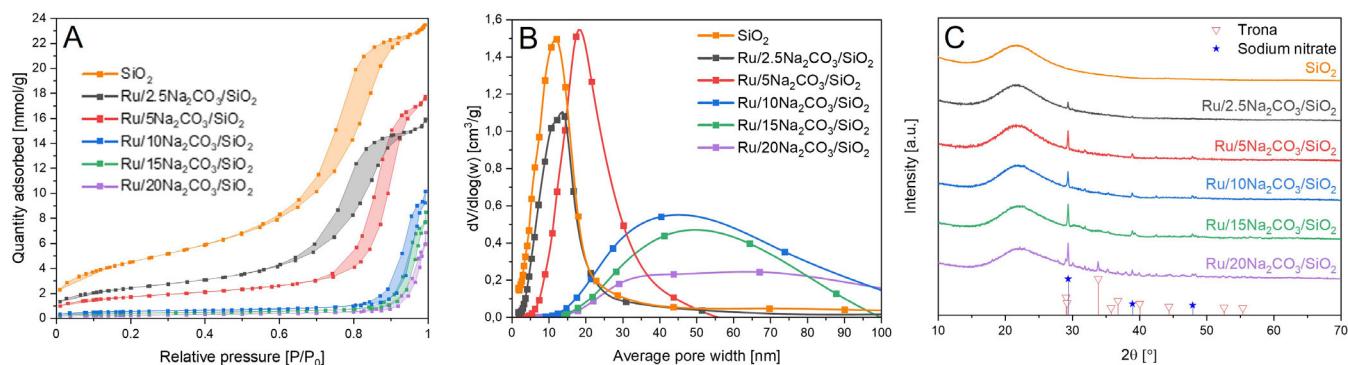 A
SiO₂
Ru/2.5Na₂CO₃/SiO₂
Ru/5Na₂CO₃/SiO₂
Ru/10Na₂CO₃/SiO₂
Ru/15Na₂CO₃/SiO₂
Ru/20Na₂CO₃/SiO₂
Quantity adsorbed [mmol/g]
24
22
20
18
16
14
12
10
8
6
4
2
0
0 0.2 0.4 0.6 0.8 1
Relative pressure [P/P₀]
B
SiO₂
Ru/2.5Na₂CO₃/SiO₂
Ru/5Na₂CO₃/SiO₂
Ru/10Na₂CO₃/SiO₂
Ru/15Na₂CO₃/SiO₂
Ru/20Na₂CO₃/SiO₂
dV/dlog(w) [cm³/g]
1.6
1.4
1.2
1.0
0.8
0.6
0.4
0.2
0.0
0 10 20 30 40 50 60 70 80 90 100
Average pore width [nm]
C
Trona
Sodium nitrate
SiO₂
Ru/2.5Na₂CO₃/SiO₂
Ru/5Na₂CO₃/SiO₂
Ru/10Na₂CO₃/SiO₂
Ru/15Na₂CO₃/SiO₂
Ru/20Na₂CO₃/SiO₂
Intensity [a.u.]
10 20 30 40 50 60 70
2θ [°]